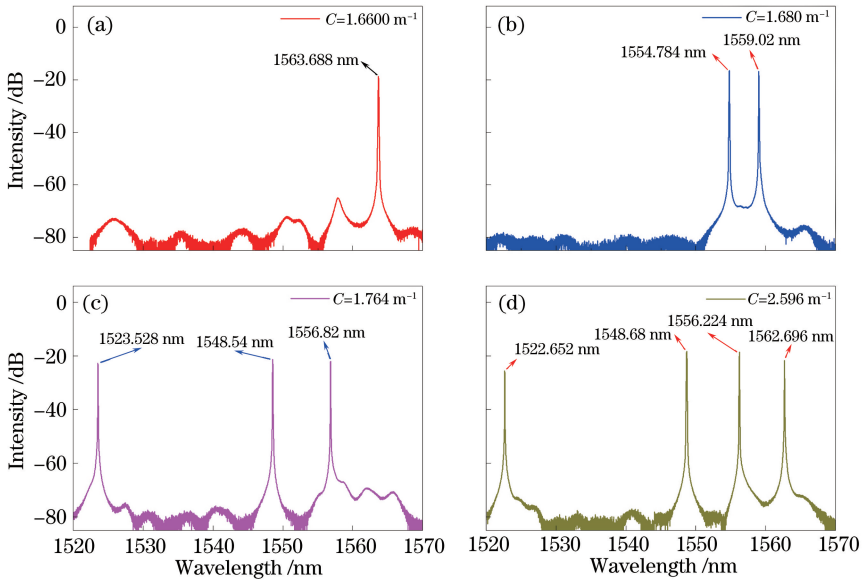 (a)
C=1.6600 m⁻¹
1563.688 nm
Intensity /dB
0
−20
−40
−60
−80
(b)
C=1.680 m⁻¹
1554.784 nm
1559.02 nm
(c)
C=1.764 m⁻¹
1523.528 nm
1548.54 nm
1556.82 nm
Intensity /dB
0
−20
−40
−60
−80
1520 1530 1540 1550 1560 1570
Wavelength /nm
(d)
C=2.596 m⁻¹
1522.652 nm
1548.68 nm
1556.224 nm
1562.696 nm
1520 1530 1540 1550 1560 1570
Wavelength /nm